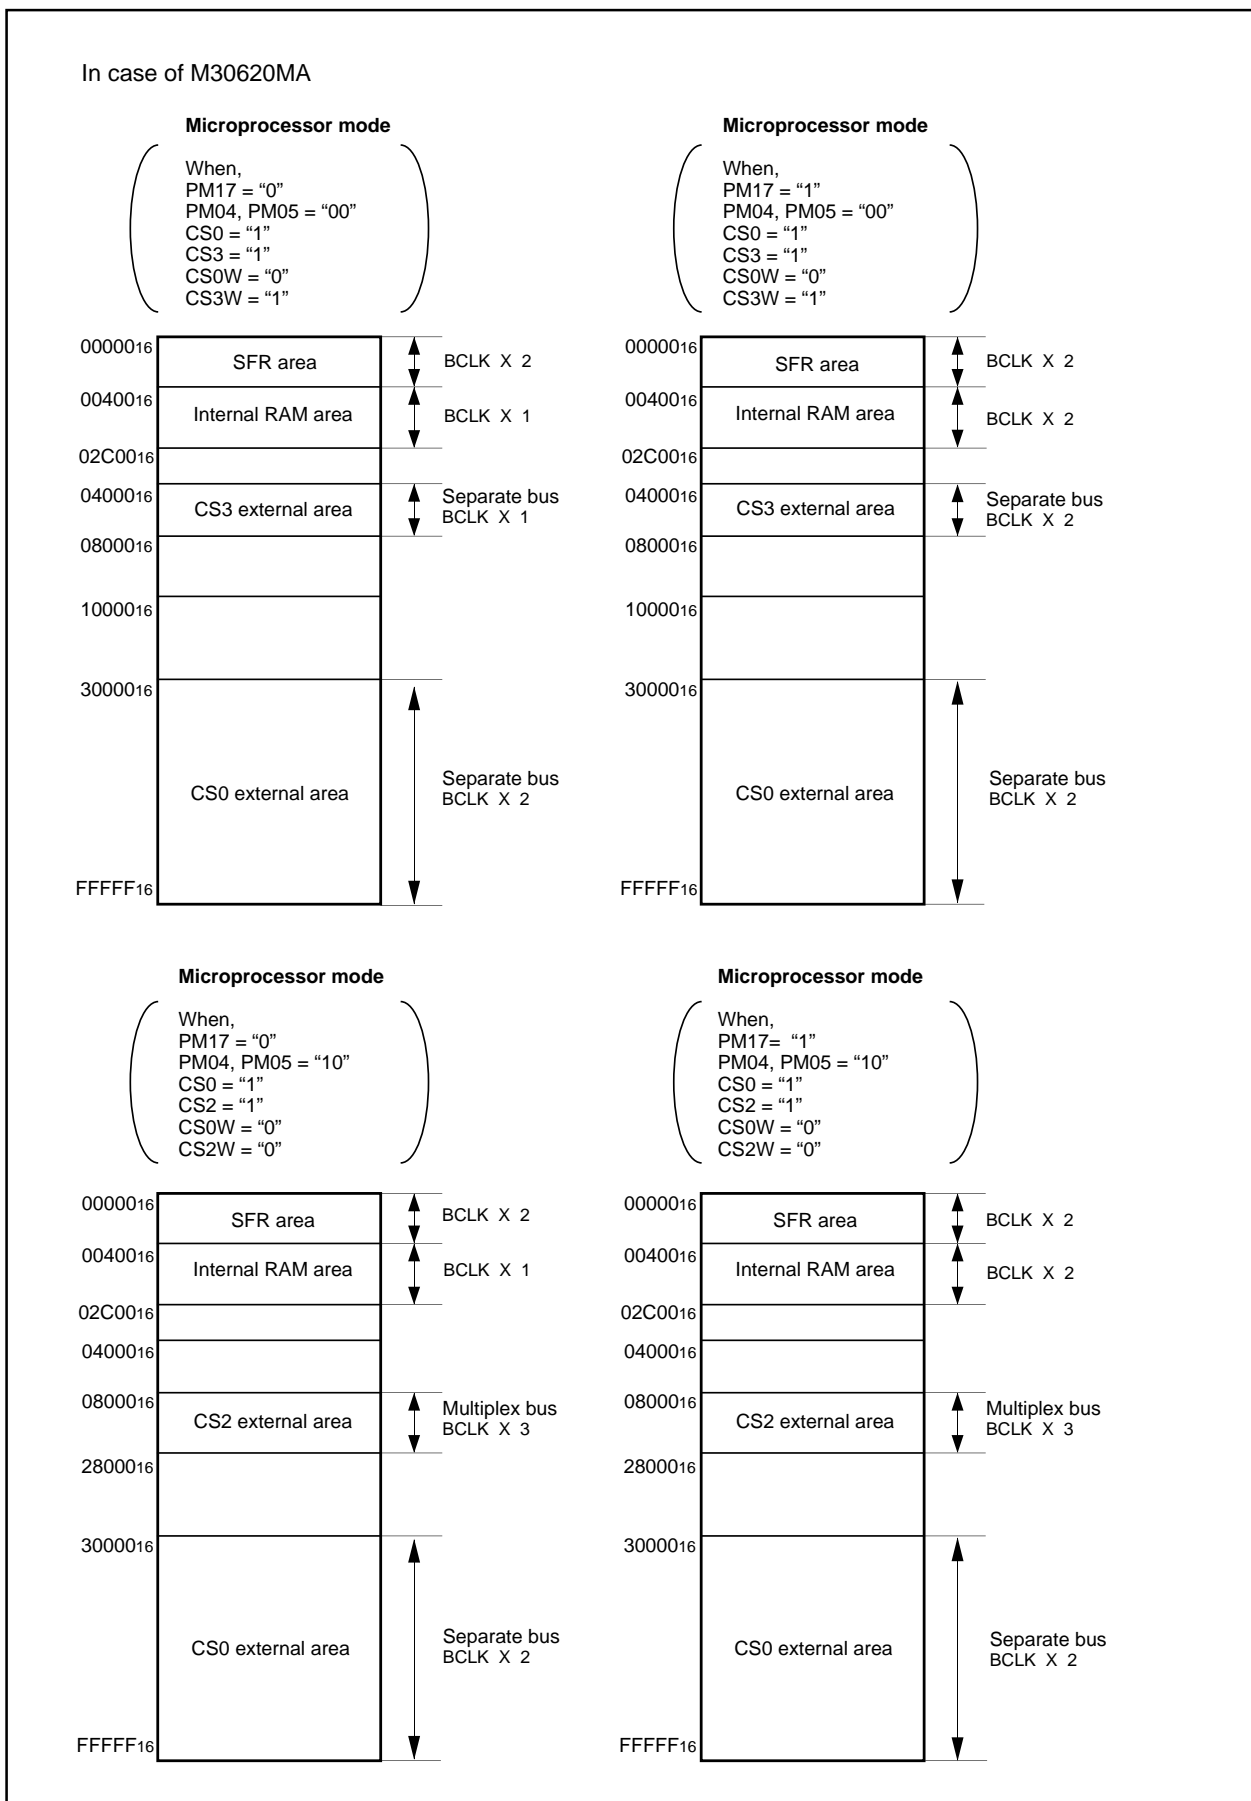 In case of M30620MA
Microprocessor mode
When,
PM17 = “0”
PM04, PM05 = “00”
CS0 = “1”
CS3 = “1”
CS0W = “0”
CS3W = “1”
0000016
SFR area
BCLK X 2
0040016
Internal RAM area
BCLK X 1
02C0016
0400016
CS3 external area
Separate bus
BCLK X 1
0800016
1000016
3000016
CS0 external area
Separate bus
BCLK X 2
FFFFF16
Microprocessor mode
When,
PM17 = “1”
PM04, PM05 = “00”
CS0 = “1”
CS3 = “1”
CS0W = “0”
CS3W = “1”
0000016
SFR area
BCLK X 2
0040016
Internal RAM area
BCLK X 2
02C0016
0400016
CS3 external area
Separate bus
BCLK X 2
0800016
1000016
3000016
CS0 external area
Separate bus
BCLK X 2
FFFFF16
Microprocessor mode
When,
PM17 = “0”
PM04, PM05 = “10”
CS0 = “1”
CS2 = “1”
CS0W = “0”
CS2W = “0”
0000016
SFR area
BCLK X 2
0040016
Internal RAM area
BCLK X 1
02C0016
0400016
0800016
CS2 external area
Multiplex bus
BCLK X 3
2800016
3000016
CS0 external area
Separate bus
BCLK X 2
FFFFF16
Microprocessor mode
When,
PM17= “1”
PM04, PM05 = “10”
CS0 = “1”
CS2 = “1”
CS0W = “0”
CS2W = “0”
0000016
SFR area
BCLK X 2
0040016
Internal RAM area
BCLK X 2
02C0016
0400016
0800016
CS2 external area
Multiplex bus
BCLK X 3
2800016
3000016
CS0 external area
Separate bus
BCLK X 2
FFFFF16